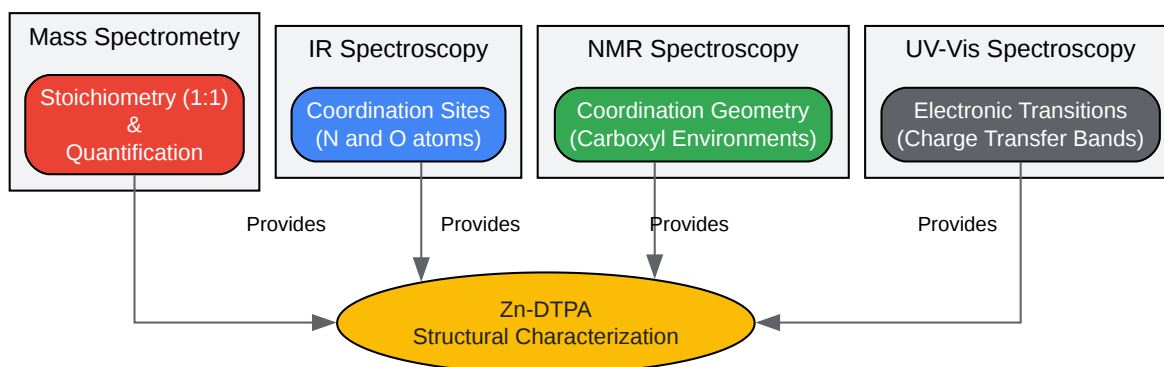 Mass Spectrometry
Stoichiometry (1:1)
&
Quantification
IR Spectroscopy
Coordination Sites
(N and O atoms)
NMR Spectroscopy
Coordination Geometry
(Carboxyl Environments)
UV-Vis Spectroscopy
Electronic Transitions
(Charge Transfer Bands)
Provides
Provides
Provides
Provides
Zn-DTPA
Structural Characterization